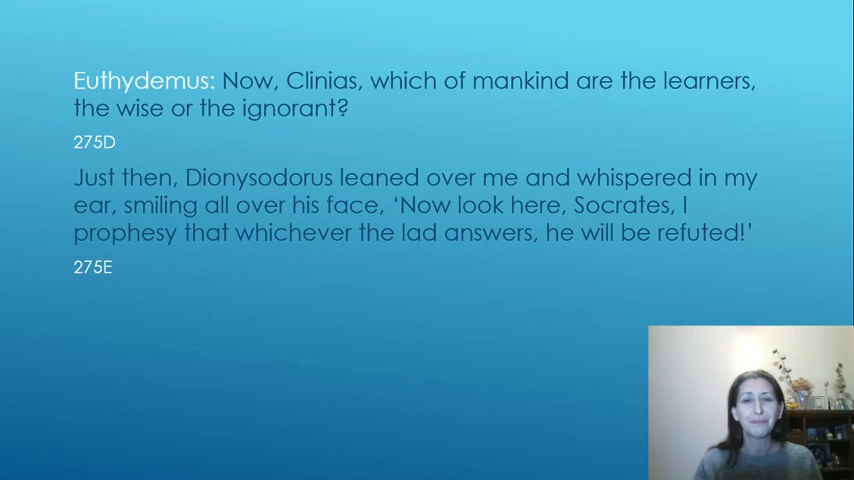 Euthydemus: Now, Clinias, which of mankind are the learners,
the wise or the ignorant?
275D
Just then, Dionysodorus leaned over me and whispered in my
ear, smiling all over his face, ‘Now look here, Socrates, I
prophesy that whichever the lad answers, he will be refuted!’
275E